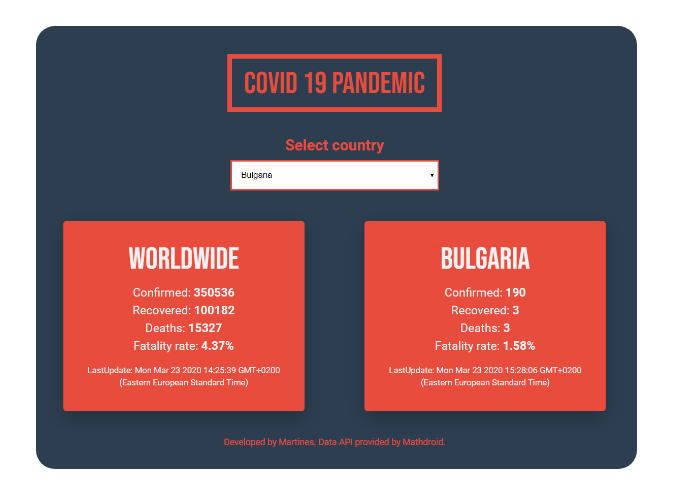 COVID 19 PANDEMIC
Select country
Bulgaria
WORLDWIDE
Confirmed: 350536
Recovered: 100182
Deaths: 15327
Fatality rate: 4.37%
LastUpdate: Mon Mar 23 2020 14:25:39 GMT+0200
(Eastern European Standard Time)
BULGARIA
Confirmed: 190
Recovered: 3
Deaths: 3
Fatality rate: 1.58%
LastUpdate: Mon Mar 23 2020 15:28:06 GMT+0200
(Eastern European Standard Time)
Developed by Martines. Data API provided by Mathdroid.